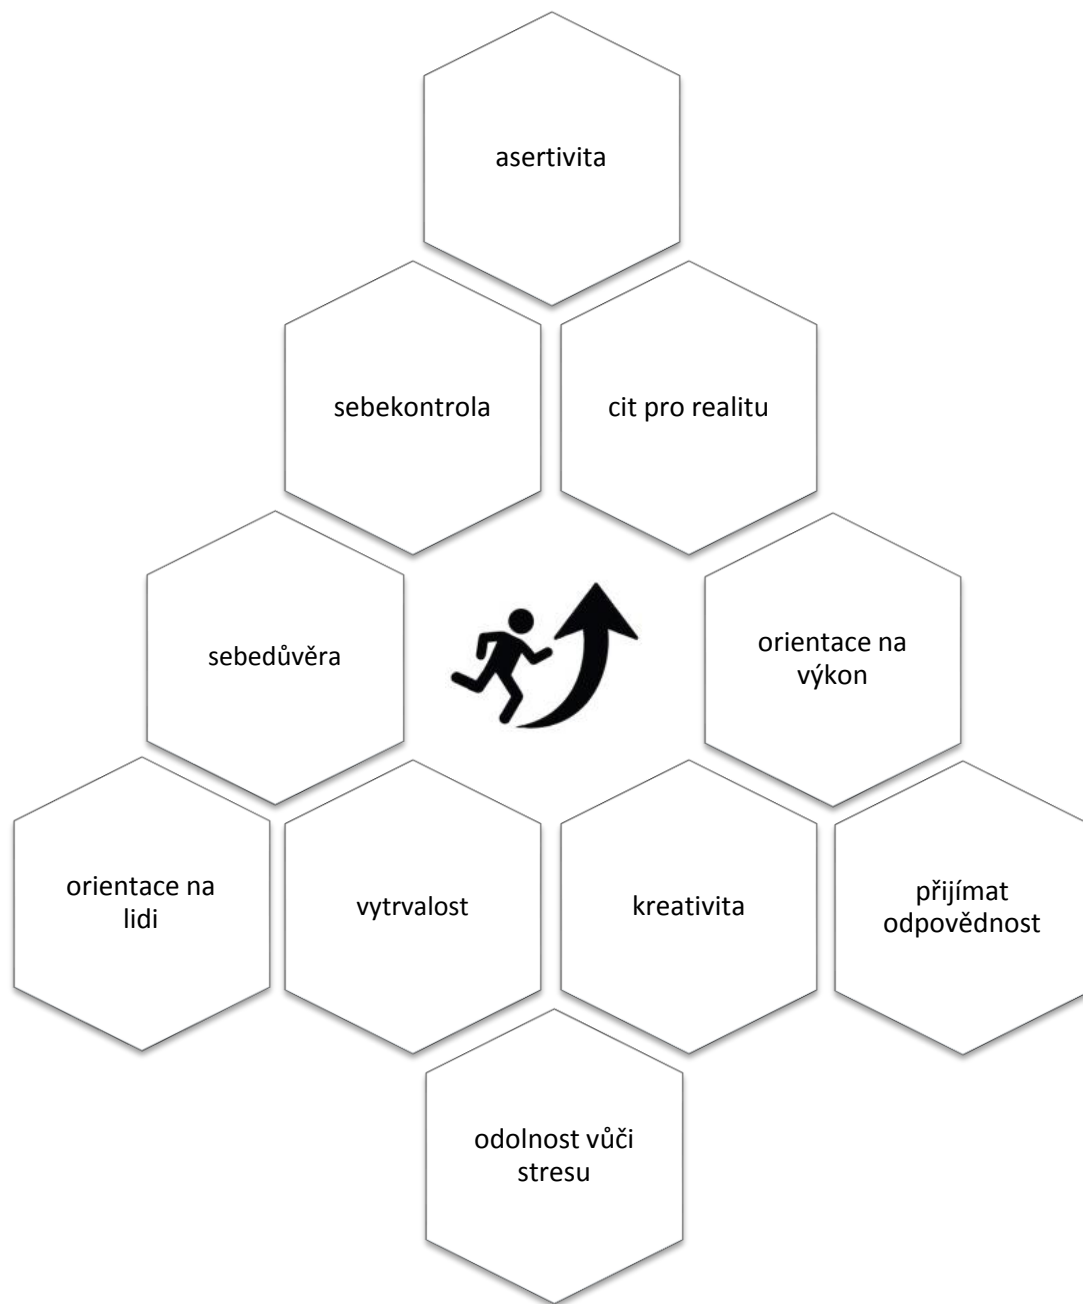 asertivita
sebekontrola
cit pro realitu
sebedůvěra
orientace na
výkon
orientace na
lidi
vytrvalost
kreativita
přijímat
odpovědnost
odolnost vůči
stresu